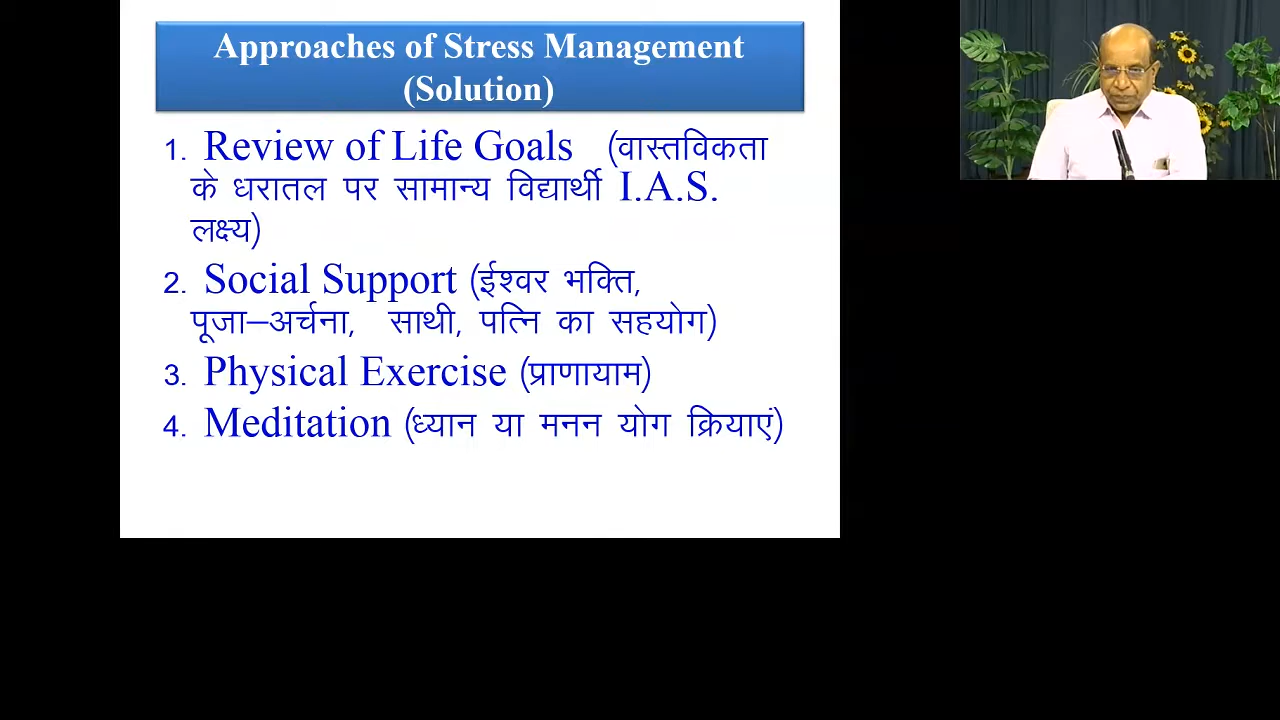 Approaches of Stress Management
(Solution)
1. Review of Life Goals (वास्तविकता
के धरातल पर सामान्य विद्यार्थी I.A.S.
लक्ष्य)
2. Social Support (ईश्वर भक्ति,
पूजा–अर्चना, साथी, पत्नि का सहयोग)
3. Physical Exercise (प्राणायाम)
4. Meditation (ध्यान या मनन योग क्रियाएं)